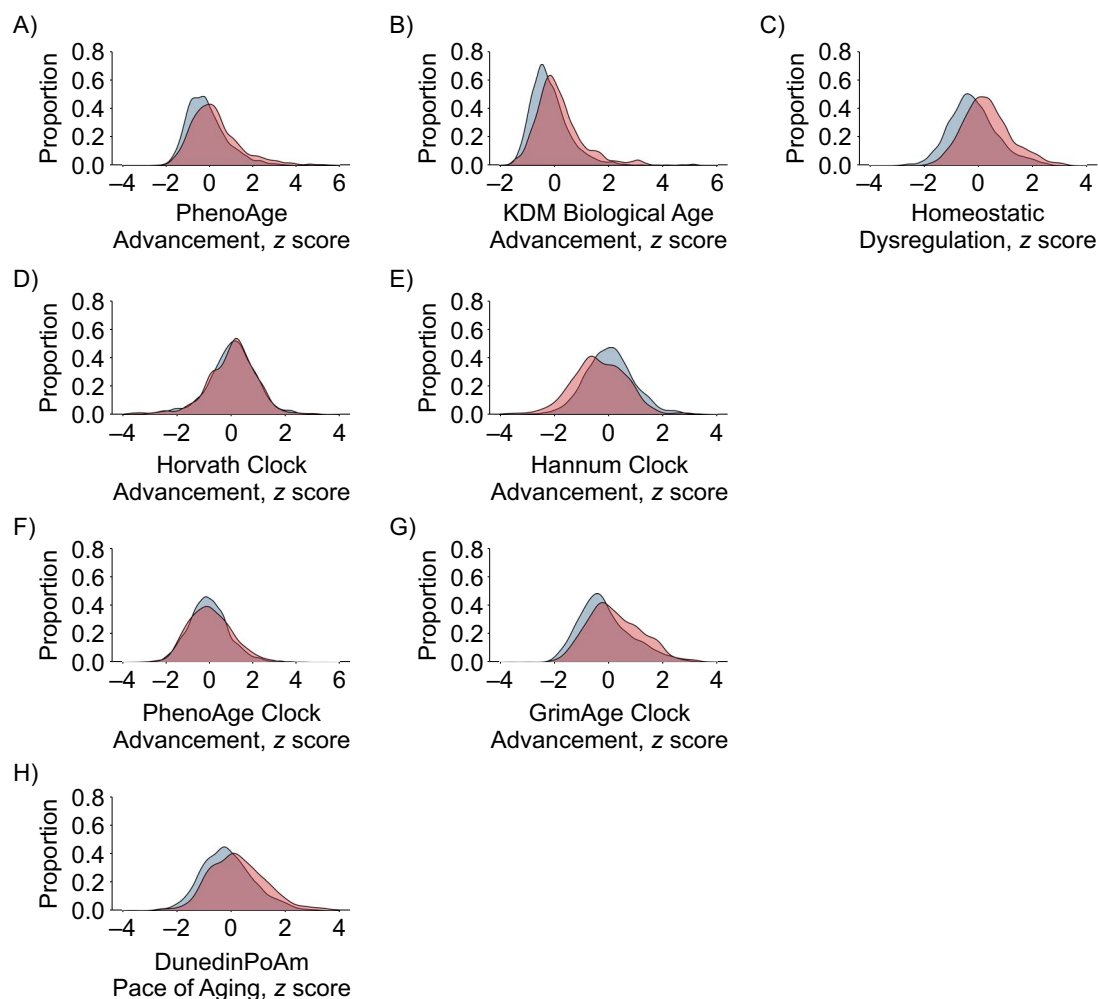 A)
0.8
0.6
0.4
0.2
0.0
Proportion
–4 –2 0 2 4 6
PhenoAge
Advancement, z score
B)
0.8
0.6
0.4
0.2
0.0
Proportion
–2 0 2 4 6
KDM Biological Age
Advancement, z score
C)
0.8
0.6
0.4
0.2
0.0
Proportion
–4 –2 0 2 4
Homeostatic
Dysregulation, z score
D)
0.8
0.6
0.4
0.2
0.0
Proportion
–4 –2 0 2 4
Horvath Clock
Advancement, z score
E)
0.8
0.6
0.4
0.2
0.0
Proportion
–4 –2 0 2 4
Hannum Clock
Advancement, z score
F)
0.8
0.6
0.4
0.2
0.0
Proportion
–4 –2 0 2 4 6
PhenoAge Clock
Advancement, z score
G)
0.8
0.6
0.4
0.2
0.0
Proportion
–4 –2 0 2 4
GrimAge Clock
Advancement, z score
H)
0.8
0.6
0.4
0.2
0.0
Proportion
–4 –2 0 2 4
DunedinPoAm
Pace of Aging, z score